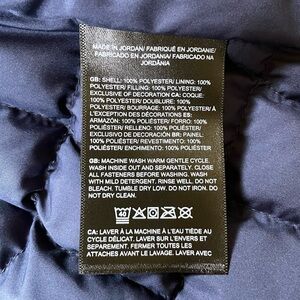 MADE IN JORDAN/ FABRIQUÉ EN JORDANIE/
FABRICADO EN JORDANIA/ FABRICADO NA
JORDÂNIA
GB: SHELL: 100% POLYESTER/ LINING: 100%
POLYESTER/ FILLING: 100% POLYESTER/
EXCLUSIVE OF DECORATION CA: COQUE:
100% POLYESTER/ DOUBLURE: 100%
POLYESTER/ BOURRAGE: 100% POLYESTER/ À
L'EXCEPTION DES DÉCORATIONS ES:
ARMAZÓN: 100% POLIÉSTER/ FORRO: 100%
POLIÉSTER/ RELLENO: 100% POLIÉSTER/
EXCLUSIVO DE DECORACIÓN BR: PAINEL:
100% POLIÉSTER/ REVESTIMENTO: 100%
POLIÉSTER/ ENCHIMENTO: 100% POLIÉSTER/
GB: MACHINE WASH WARM GENTLE CYCLE.
WASH INSIDE OUT AND SEPARATELY. CLOSE
ALL FASTENERS BEFORE WASHING. WASH
WITH MILD DETERGENT. RINSE WELL. DO NOT
BLEACH. TUMBLE DRY LOW. DO NOT IRON. DO
NOT DRY CLEAN.
40
CA: LAVER À LA MACHINE À L'EAU TIÈDE AU
CYCLE DÉLICAT. LAVER SUR L'ENVERS ET
SÉPARÉMENT. FERMER TOUTES LES
ATTACHES AVANT LAVAGE. LAVER AVEC UN